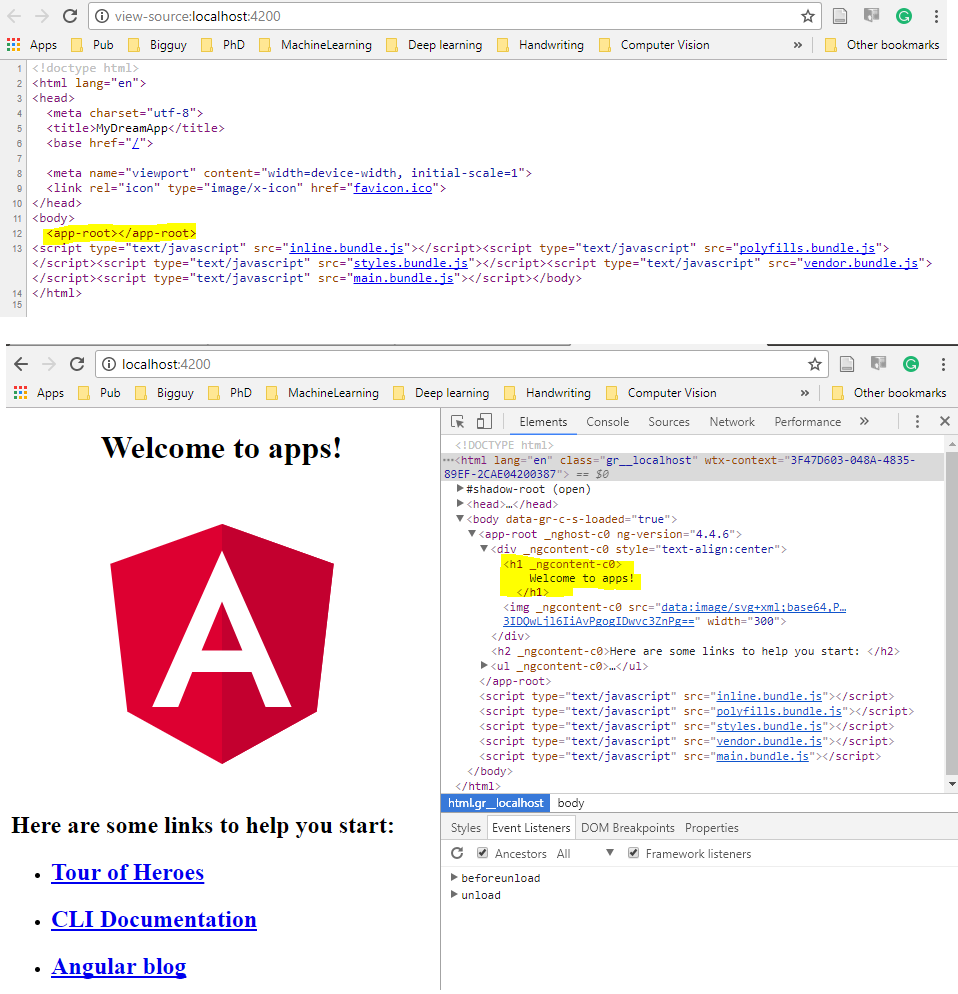 view-source:localhost:4200
Apps Pub Bigguy PhD MachineLearning Deep learning Handwriting Computer Vision » Other bookmarks
1 <!doctype html>
2 <html lang="en">
3 <head>
4 <meta charset="utf-8">
5 <title>MyDreamApp</title>
6 <base href="/">
7
8 <meta name="viewport" content="width=device-width, initial-scale=1">
9 <link rel="icon" type="image/x-icon" href="favicon.ico">
10 </head>
11 <body>
12 <app-root></app-root>
13 <script type="text/javascript" src="inline.bundle.js"></script><script type="text/javascript" src="polyfills.bundle.js">
</script><script type="text/javascript" src="styles.bundle.js"></script><script type="text/javascript" src="vendor.bundle.js">
</script><script type="text/javascript" src="main.bundle.js"></script></body>
14 </html>
15
localhost:4200
Apps Pub Bigguy PhD MachineLearning Deep learning Handwriting Computer Vision » Other bookmarks
Welcome to apps!
A
Here are some links to help you start:
Tour of Heroes
CLI Documentation
Angular blog
Elements Console Sources Network Performance »
<!DOCTYPE html>
…<html lang="en" class="gr__localhost" wtx-context="3F47D603-048A-4835-
89EF-2CAE04200387"> == $0
#shadow-root (open)
<head>…</head>
<body data-gr-c-s-loaded="true">
<app-root _nghost-c0 ng-version="4.4.6">
<div _ngcontent-c0 style="text-align:center">
<h1 _ngcontent-c0>
Welcome to apps!
</h1>
<img _ngcontent-c0 src="data:image/svg+xml;base64,P…
3IDQwLjl6IiAvPgogIDwvc3ZnPg==" width="300">
</div>
<h2 _ngcontent-c0>Here are some links to help you start: </h2>
<ul _ngcontent-c0>…</ul>
</app-root>
<script type="text/javascript" src="inline.bundle.js"></script>
<script type="text/javascript" src="polyfills.bundle.js"></script>
<script type="text/javascript" src="styles.bundle.js"></script>
<script type="text/javascript" src="vendor.bundle.js"></script>
<script type="text/javascript" src="main.bundle.js"></script>
</body>
</html>
html.gr__localhost body
Styles Event Listeners DOM Breakpoints Properties
Ancestors All Framework listeners
beforeunload
unload